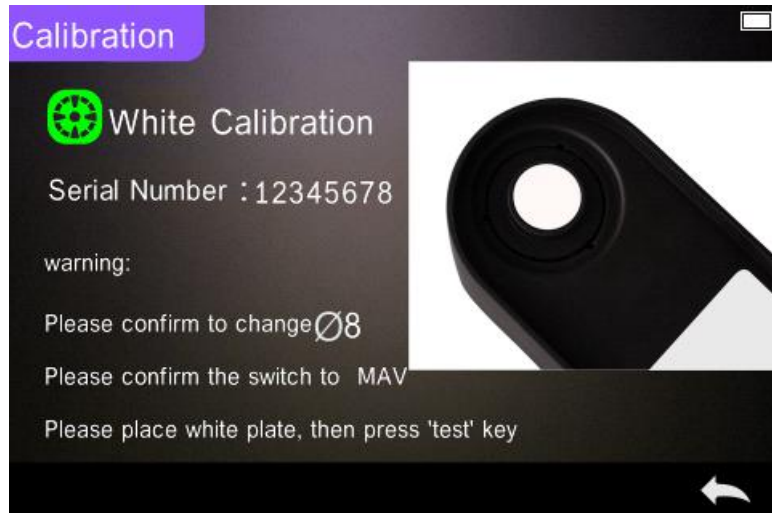 Calibration
White Calibration
Serial Number :12345678
warning:
Please confirm to change∅8
Please confirm the switch to MAV
Please place white plate, then press 'test' key